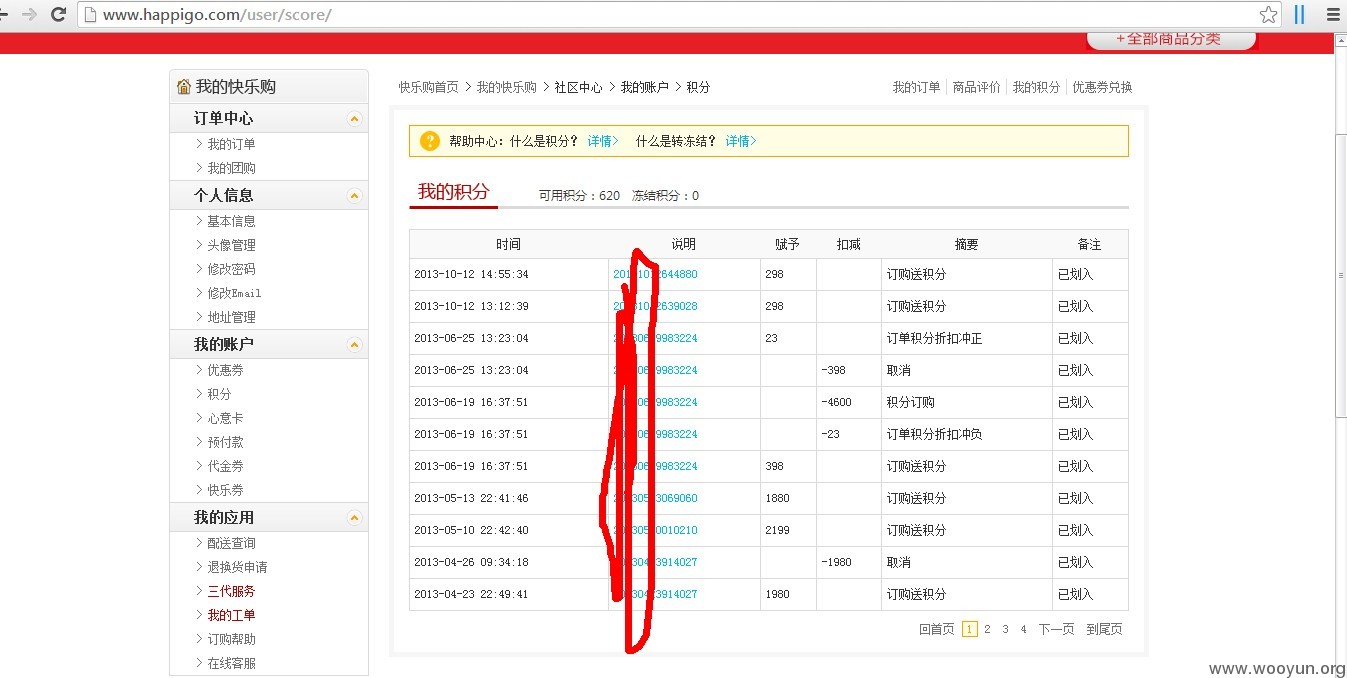 www.happigo.com/user/score/
+全部商品分类
我的快乐购
订单中心
我的订单
我的团购
个人信息
基本信息
头像管理
修改密码
修改Email
地址管理
我的账户
优惠券
积分
心意卡
预付款
代金券
快乐券
我的应用
配送查询
退换货申请
三代服务
我的工单
订购帮助
在线客服
快乐购首页 > 我的快乐购 > 社区中心 > 我的账户 > 积分
我的订单 商品评价 我的积分 优惠券兑换
帮助中心：什么是积分？ 详情> 什么是转冻结？ 详情>
我的积分 可用积分：620 冻结积分：0
时间 说明 赋予 扣减 摘要 备注
2013-10-12 14:55:34 2644880 298 订购送积分 已划入
2013-10-12 13:12:39 2639028 298 订购送积分 已划入
2013-06-25 13:23:04 9983224 23 订单积分折扣冲正 已划入
2013-06-25 13:23:04 9983224 -398 取消 已划入
2013-06-19 16:37:51 9983224 -4600 积分订购 已划入
2013-06-19 16:37:51 9983224 -23 订单积分折扣冲负 已划入
2013-06-19 16:37:51 9983224 398 订购送积分 已划入
2013-05-13 22:41:46 3069060 1880 订购送积分 已划入
2013-05-10 22:42:40 0010210 2199 订购送积分 已划入
2013-04-26 09:34:18 3914027 -1980 取消 已划入
2013-04-23 22:49:41 3914027 1980 订购送积分 已划入
回首页 1 2 3 4 下一页 到尾页
www.wooyun.org